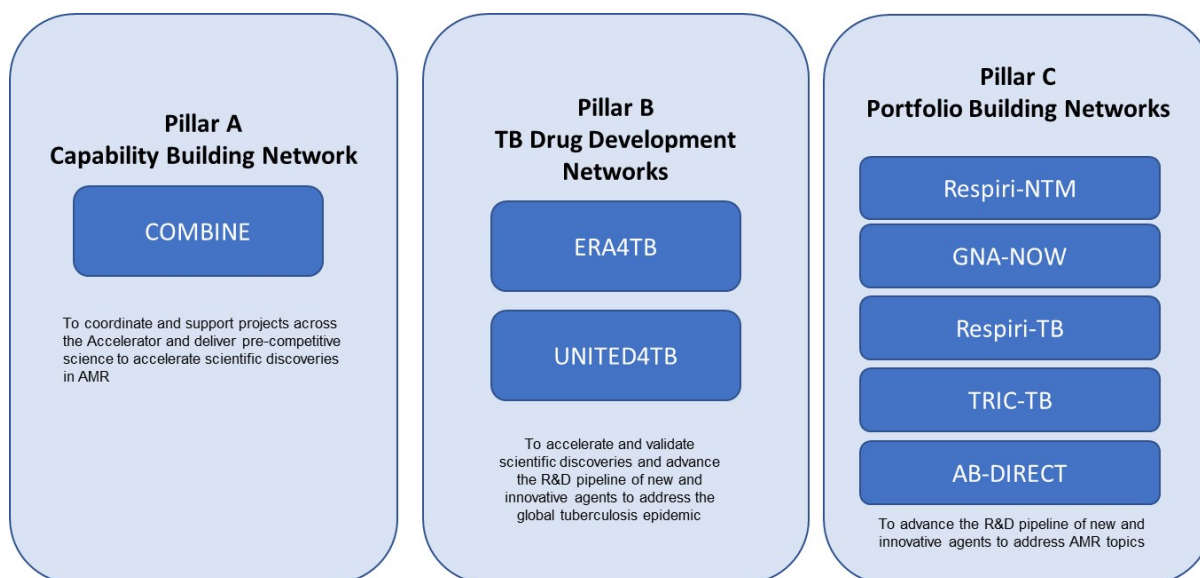 Pillar A
Capability Building Network
COMBINE
To coordinate and support projects across
the Accelerator and deliver pre-competitive
science to accelerate scientific discoveries
in AMR
Pillar B
TB Drug Development
Networks
ERA4TB
UNITED4TB
To accelerate and validate
scientific discoveries and advance
the R&D pipeline of new and
innovative agents to address the
global tuberculosis epidemic
Pillar C
Portfolio Building Networks
Respiri-NTM
GNA-NOW
Respiri-TB
TRIC-TB
AB-DIRECT
To advance the R&D pipeline of new and
innovative agents to address AMR topics